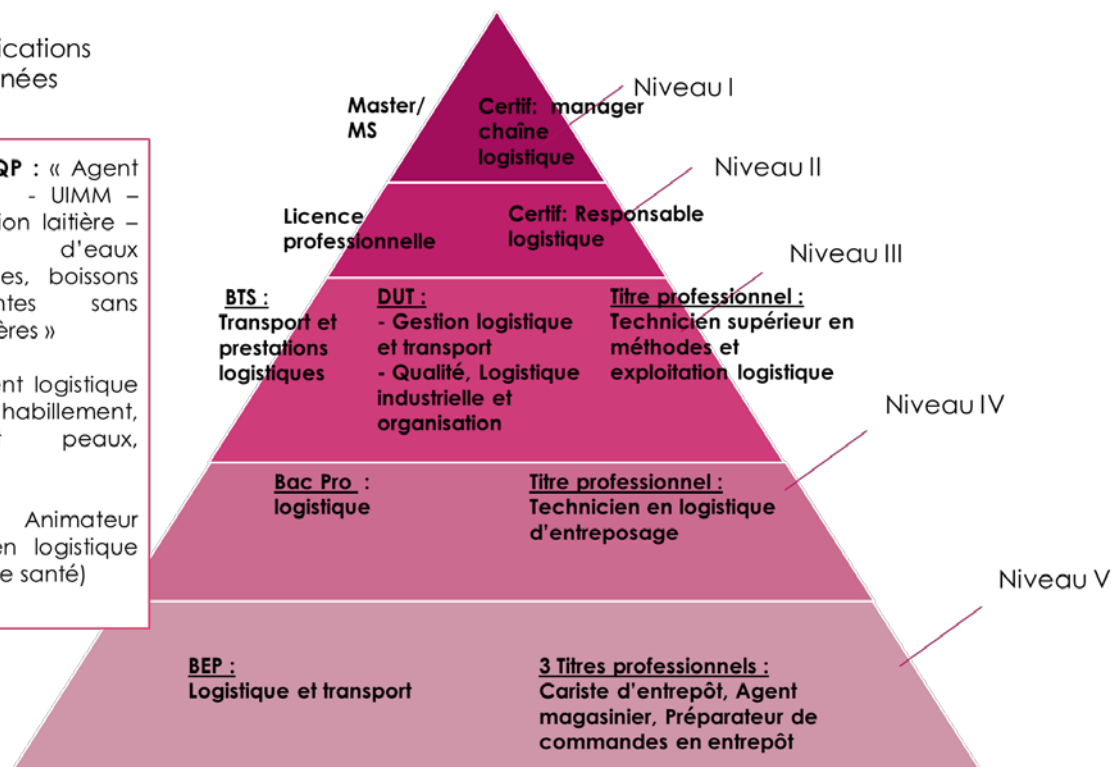 ications
nées
QP : « Agent
- UIMM –
ion laitière –
d'eaux
es, boissons
ntes sans
ères »
ent logistique
habillement,
peaux,
Animateur
en logistique
e santé)
Niveau I
Master/
MS
Certif: manager
chaîne
logistique
Niveau II
Licence
professionnelle
Certif: Responsable
logistique
Niveau III
BTS :
Transport et
prestations
logistiques
DUT :
- Gestion logistique
et transport
- Qualité, Logistique
industrielle et
organisation
Titre professionnel :
Technicien supérieur en
méthodes et
exploitation logistique
Niveau IV
Bac Pro :
logistique
Titre professionnel :
Technicien en logistique
d'entreposage
Niveau V
BEP :
Logistique et transport
3 Titres professionnels :
Cariste d'entrepôt, Agent
magasinier, Préparateur de
commandes en entrepôt